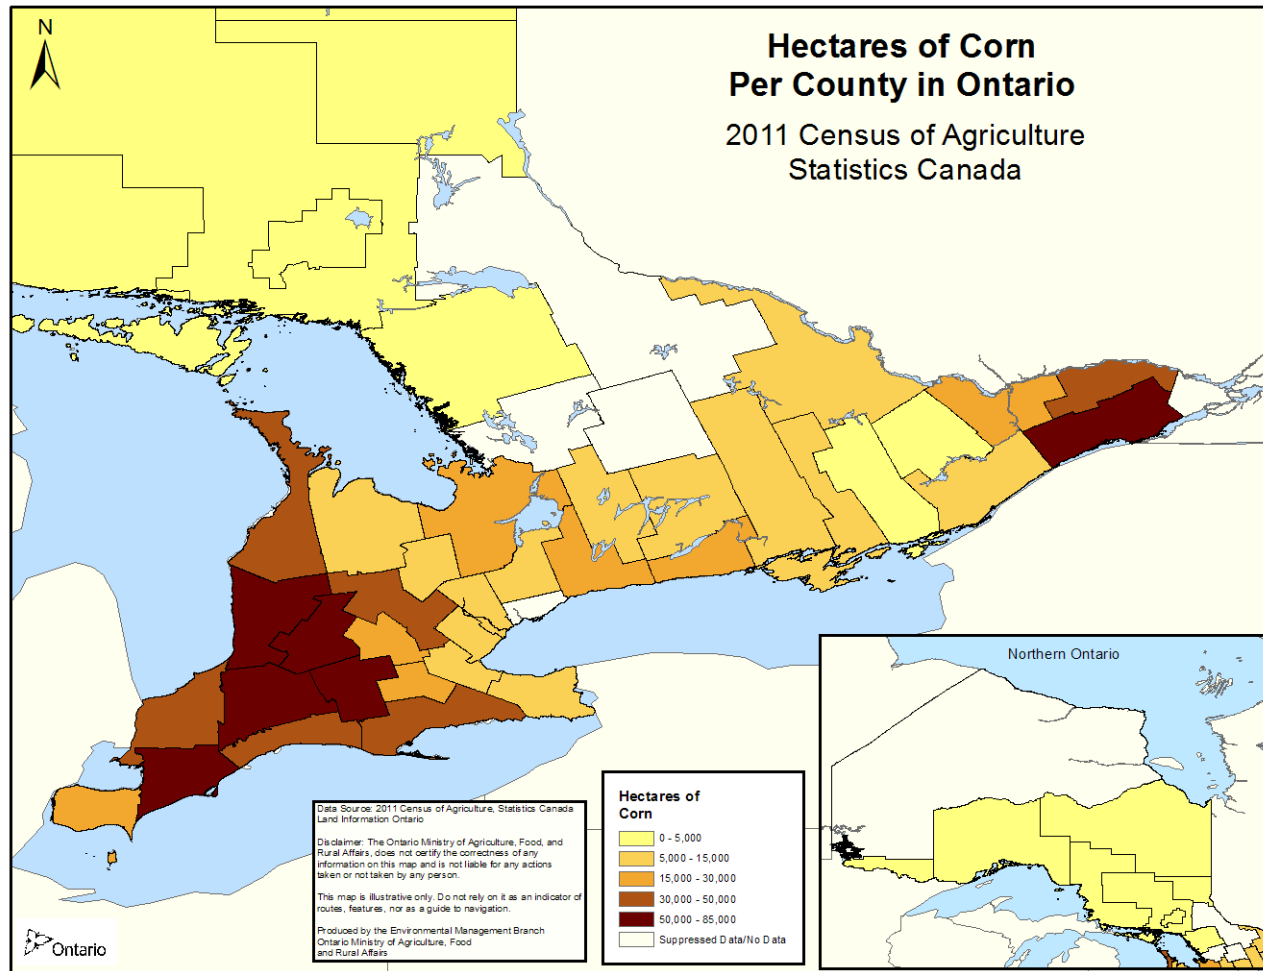 N
Hectares of Corn
Per County in Ontario
2011 Census of Agriculture
Statistics Canada
Northern Ontario
Data Source: 2011 Census of Agriculture, Statistics Canada
Land Information Ontario
Disclaimer: The Ontario Ministry of Agriculture, Food, and
Rural Affairs, does not certify the correctness of any
information on this map and is not liable for any actions
taken or not taken by any person.
This map is illustrative only. Do not rely on it as an indicator of
routes, features, nor as a guide to navigation.
Produced by the Environmental Management Branch
Ontario Ministry of Agriculture, Food
and Rural Affairs
Hectares of
Corn
0 - 5,000
5,000 - 15,000
15,000 - 30,000
30,000 - 50,000
50,000 - 85,000
Suppressed Data/No Data
Ontario